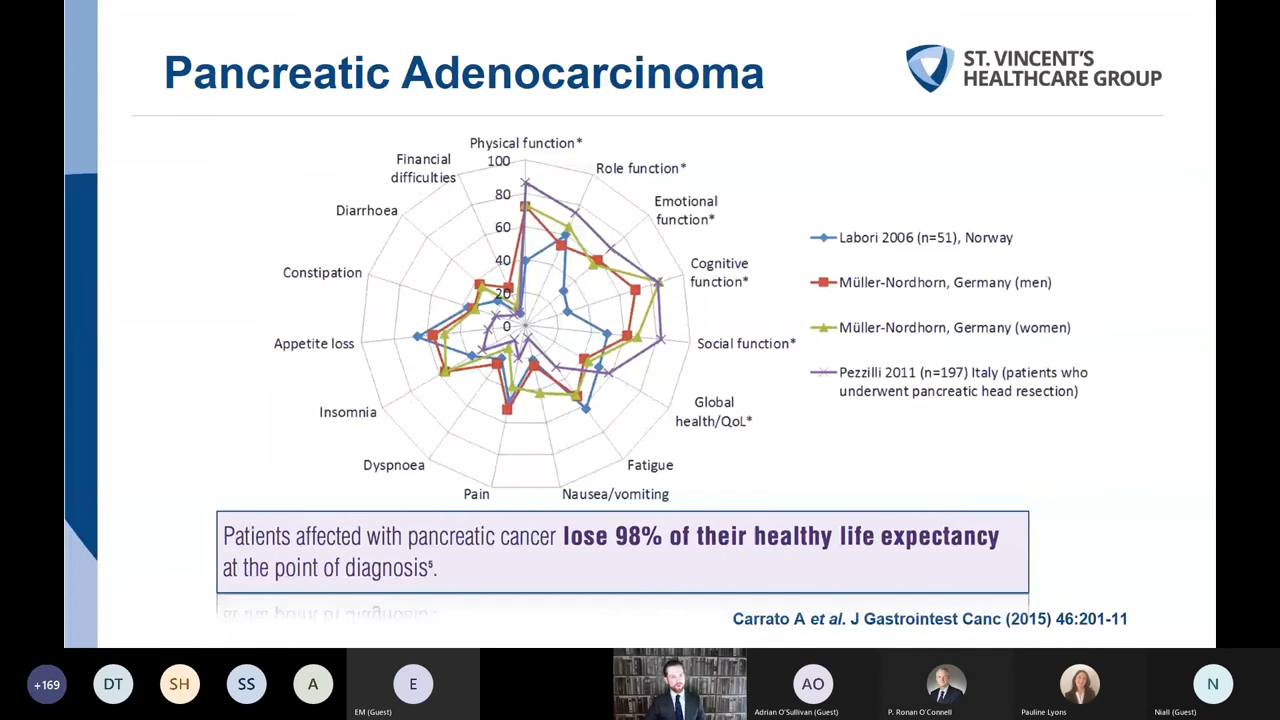 Pancreatic Adenocarcinoma
ST. VINCENT'S
HEALTHCARE GROUP
Physical function*
Financial
difficulties
100
Role function*
Diarrhoea
80
Emotional
function*
60
Constipation
40
Cognitive
function*
20
Appetite loss
0
Social function*
Insomnia
Global
health/QoL*
Dyspnoea
Fatigue
Pain
Nausea/vomiting
Labori 2006 (n=51), Norway
Müller-Nordhorn, Germany (men)
Müller-Nordhorn, Germany (women)
Pezzilli 2011 (n=197) Italy (patients who
underwent pancreatic head resection)
Patients affected with pancreatic cancer lose 98% of their healthy life expectancy
at the point of diagnosis⁵.
Carrato A et al. J Gastrointest Canc (2015) 46:201-11
+169
DT
SH
SS
A
E
EM (Guest)
AO
Adrian O'Sullivan (Guest)
P. Ronan O'Connell
Pauline Lyons
N
Niall (Guest)